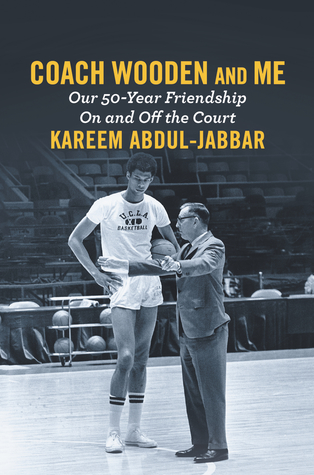 COACH WOODEN AND ME
Our 50-Year Friendship
On and Off the Court
KAREEM ABDUL-JABBAR
U.C.L.A.
BASKETBALL